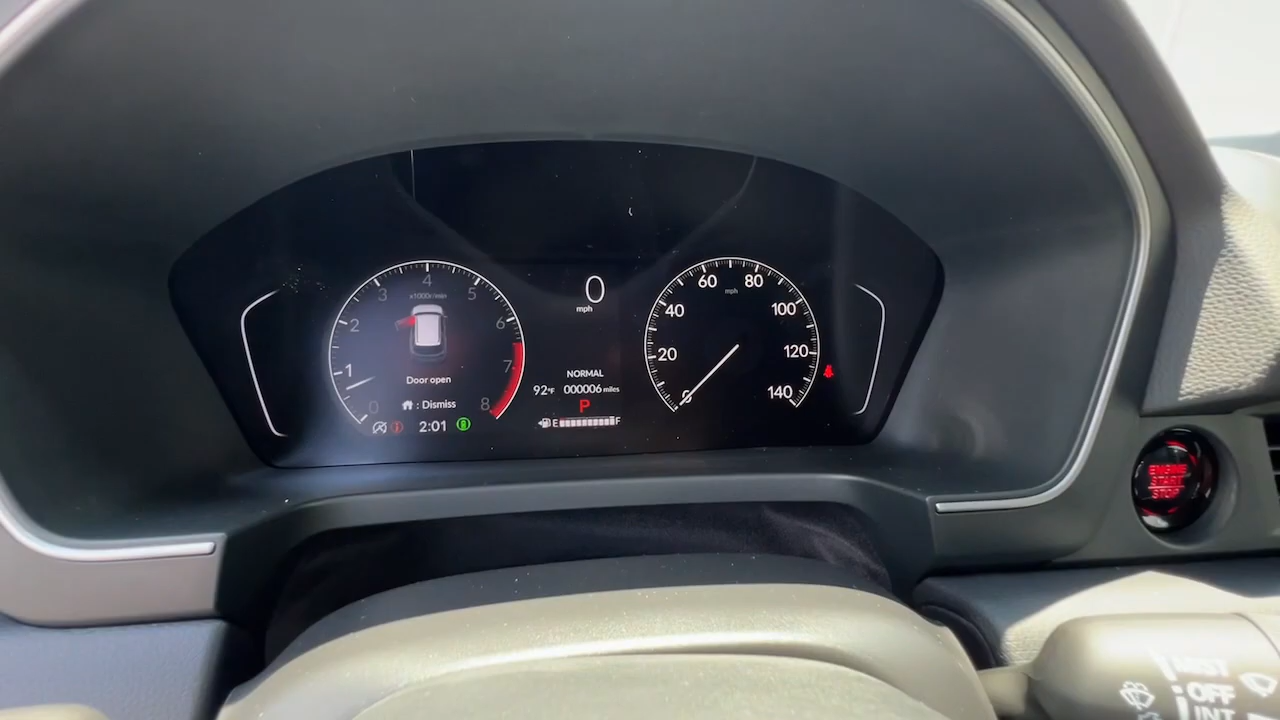 0 1 2 3 4 5 6 7 8
x1000r/min
Door open
: Dismiss
2:01
0
mph
NORMAL
92°F 000006 miles
P
E F
0 20 40 60 80 100 120 140
mph
ENGINE
START
STOP
MIST
OFF
INT